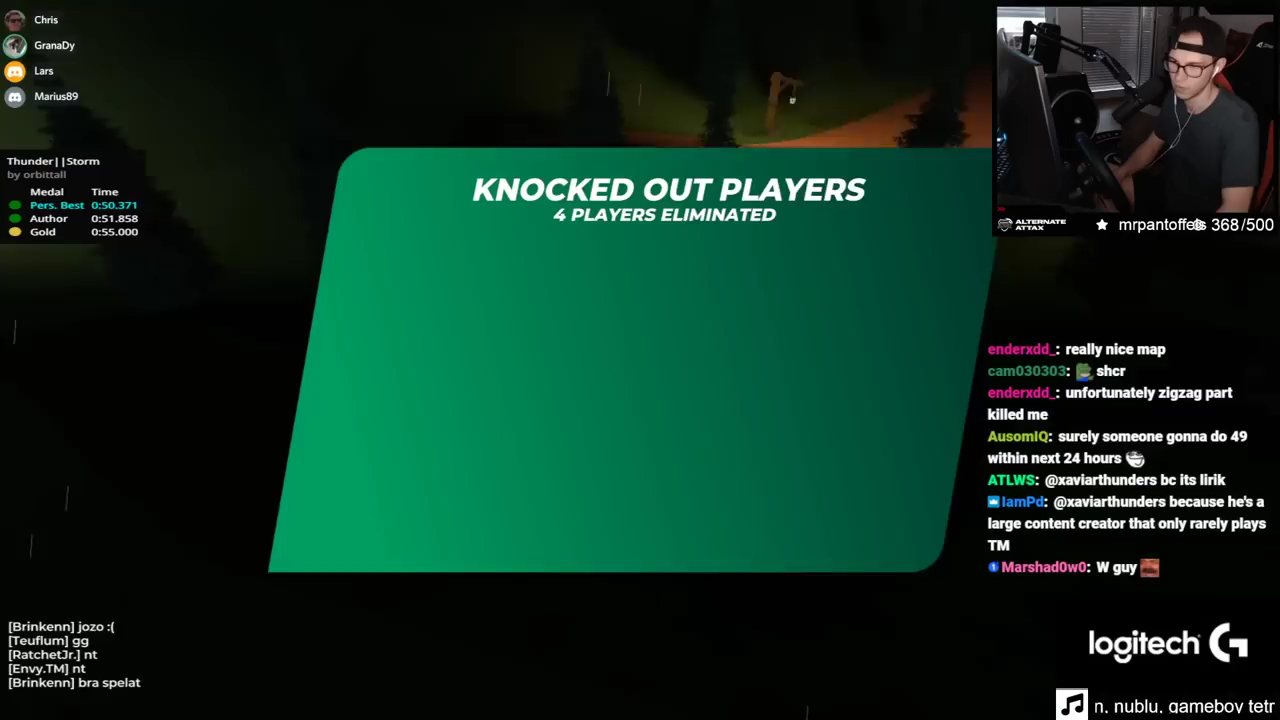 Chris
GranaDy
Lars
Marius89
Thunder||Storm
by orbittall
Medal Time
Pers. Best 0:50.371
Author 0:51.858
Gold 0:55.000
KNOCKED OUT PLAYERS
4 PLAYERS ELIMINATED
ALTERNATE
ATTAX
368/500
enderxdd_: really nice map
cam030303: shcr
enderxdd_: unfortunately zigzag part
killed me
AusomIQ: surely someone gonna do 49
within next 24 hours
ATLWS: @xaviarthunders bc its lirik
IamPd: @xaviarthunders because he's a
large content creator that only rarely plays
TM
Marshad0w0: W guy
[Brinkenn] jozo :(
[Teuflum] gg
[RatchetJr.] nt
[Envy.TM] nt
[Brinkenn] bra spelat
logitech G
n, nublu, gameboy tetr